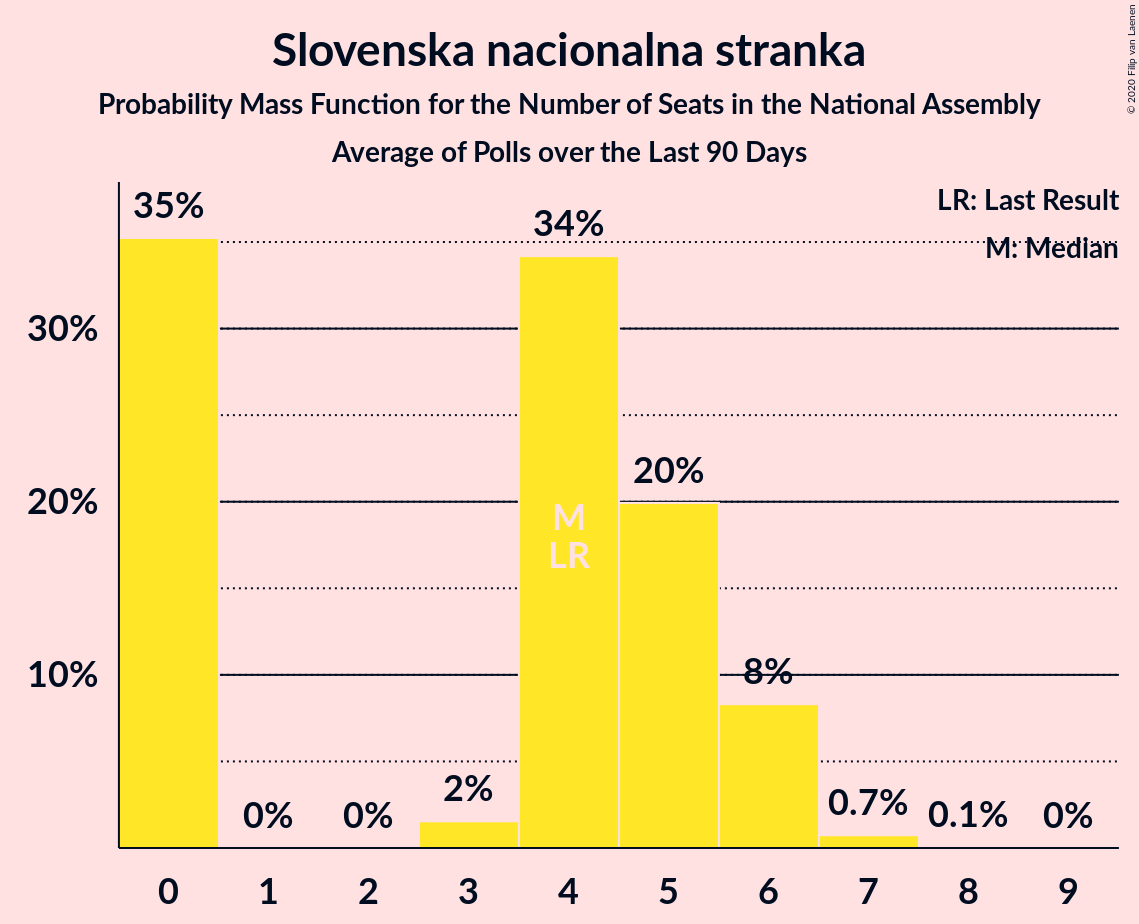 Slovenska nacionalna stranka
Probability Mass Function for the Number of Seats in the National Assembly
Average of Polls over the Last 90 Days
© 2020 Filip van Laenen
LR: Last Result
M: Median
35%
34%
30%
20%
20%
M
LR
10%
8%
2%
0%
0%
0.7%
0.1%
0%
0 1 2 3 4 5 6 7 8 9